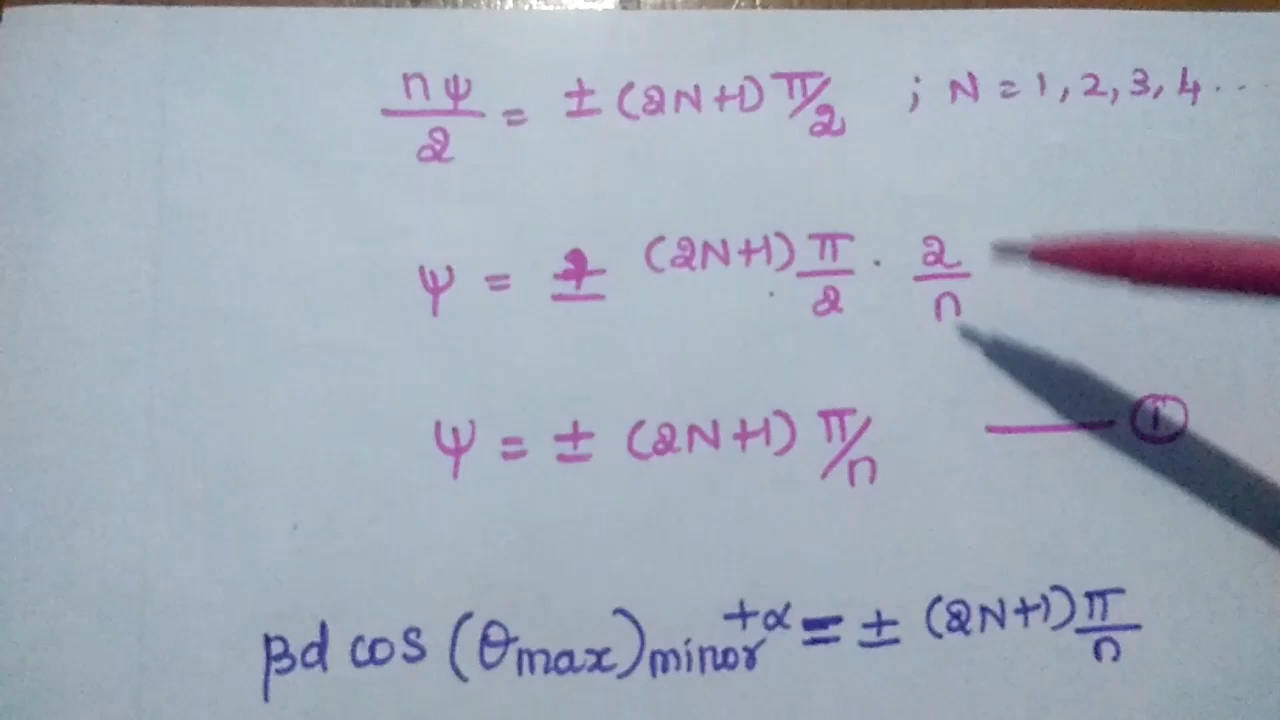 nψ/2 = ± (2N+1) π/2 ; N = 1, 2, 3, 4 ...
ψ = ± (2N+1) π/2 · 2/n
ψ = ± (2N+1) π/n —— ①
βd cos (θmax)minor +α = ± (2N+1) π/n